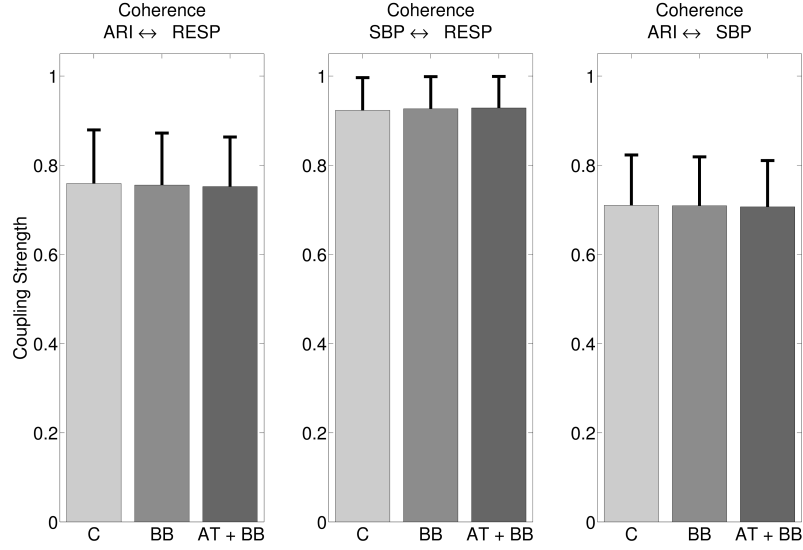 Coherence
ARI ↔ RESP
Coherence
SBP ↔ RESP
Coherence
ARI ↔ SBP
Coupling Strength
1
0.8
0.6
0.4
0.2
0
C BB AT + BB
1
0.8
0.6
0.4
0.2
0
C BB AT + BB
1
0.8
0.6
0.4
0.2
0
C BB AT + BB